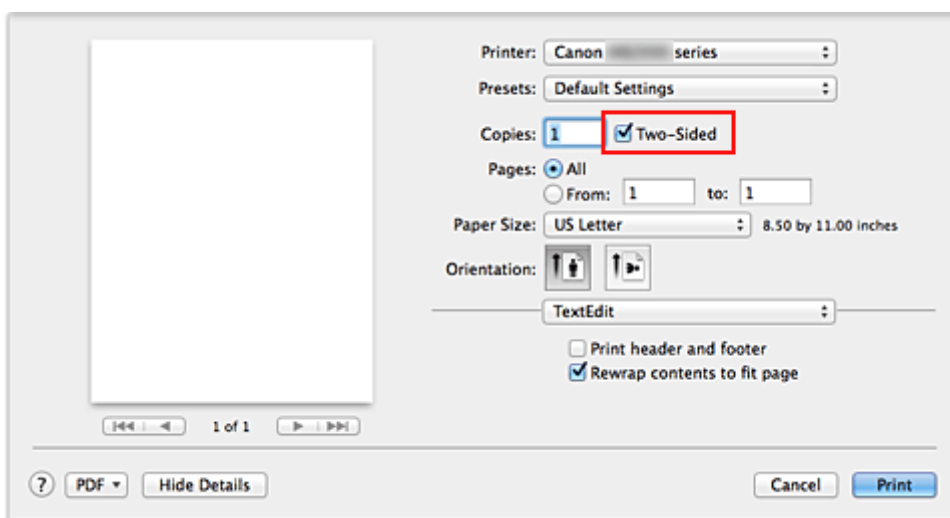 Printer: Canon series
Presets: Default Settings
Copies: 1 Two-Sided
Pages: All
From: 1 to: 1
Paper Size: US Letter 8.50 by 11.00 inches
Orientation:
TextEdit
Print header and footer
Rewrap contents to fit page
1 of 1
? PDF Hide Details Cancel Print